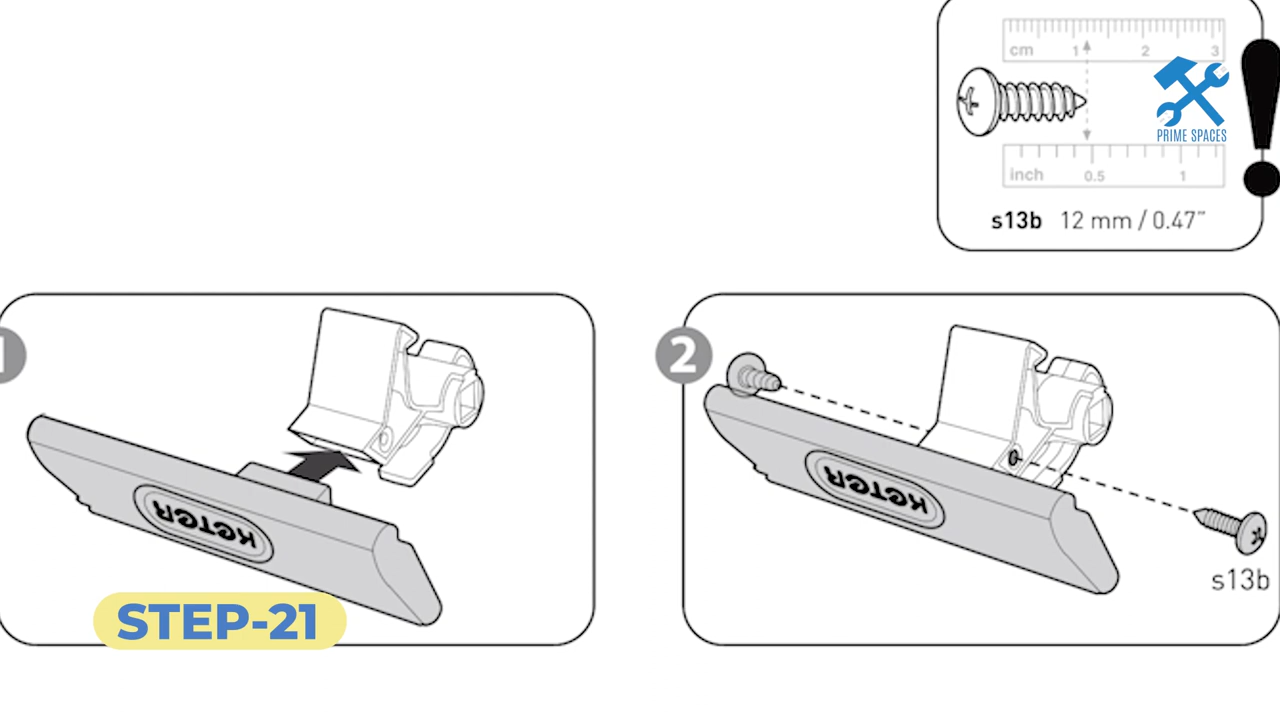 cm 1 2 3
PRIME SPACES
inch 0.5 1
s13b 12 mm / 0.47″
1
2
KETER
KETER
s13b
STEP-21